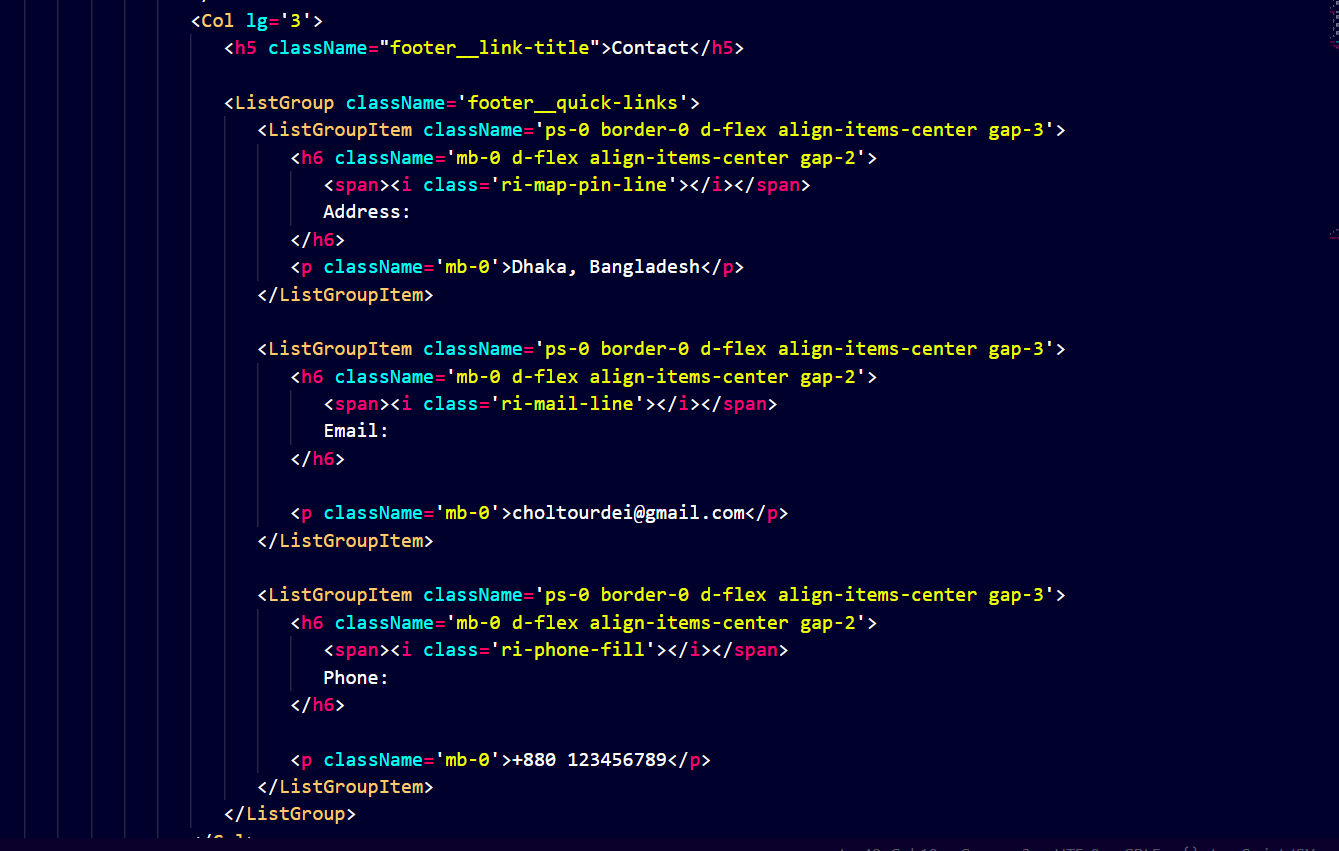 <Col lg='3'>
<h5 className="footer__link-title">Contact</h5>
<ListGroup className='footer__quick-links'>
<ListGroupItem className='ps-0 border-0 d-flex align-items-center gap-3'>
<h6 className='mb-0 d-flex align-items-center gap-2'>
<span><i class='ri-map-pin-line'></i></span>
Address:
</h6>
<p className='mb-0'>Dhaka, Bangladesh</p>
</ListGroupItem>
<ListGroupItem className='ps-0 border-0 d-flex align-items-center gap-3'>
<h6 className='mb-0 d-flex align-items-center gap-2'>
<span><i class='ri-mail-line'></i></span>
Email:
</h6>
<p className='mb-0'>choltourdei@gmail.com</p>
</ListGroupItem>
<ListGroupItem className='ps-0 border-0 d-flex align-items-center gap-3'>
<h6 className='mb-0 d-flex align-items-center gap-2'>
<span><i class='ri-phone-fill'></i></span>
Phone:
</h6>
<p className='mb-0'>+880 123456789</p>
</ListGroupItem>
</ListGroup>